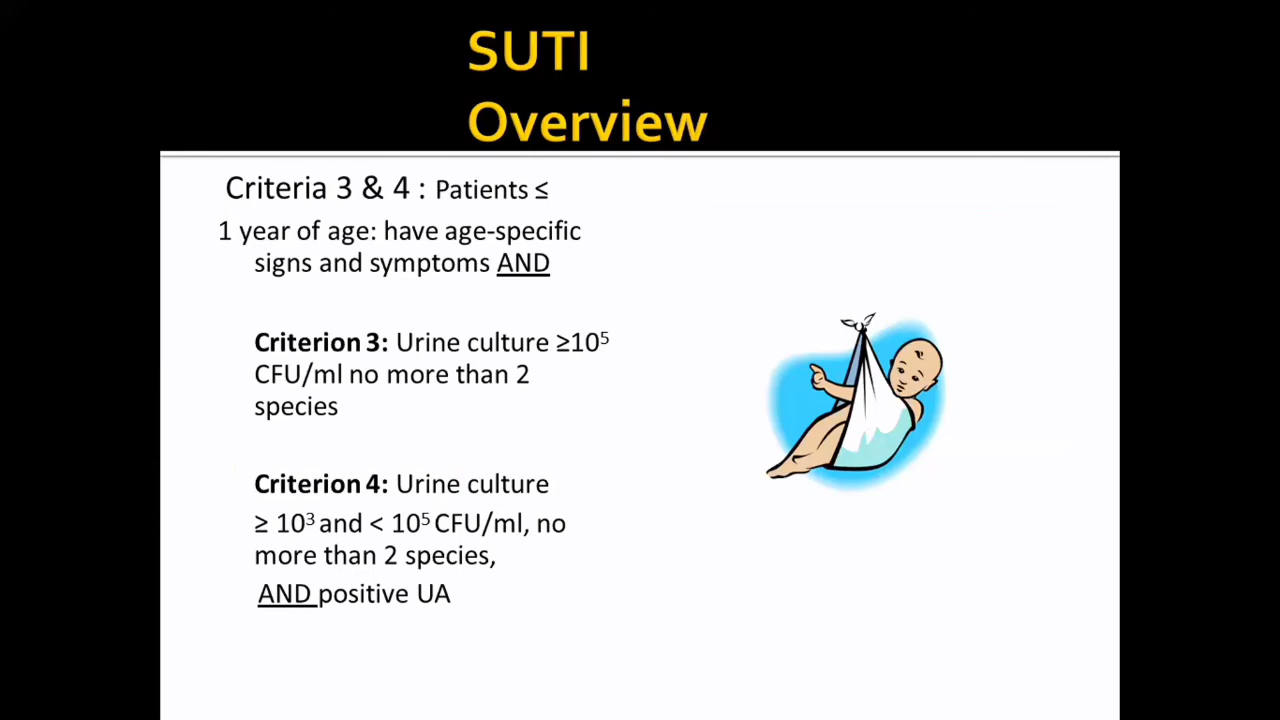 SUTI
Overview
Criteria 3 & 4 : Patients ≤
1 year of age: have age-specific
signs and symptoms AND
Criterion 3: Urine culture ≥10⁵
CFU/ml no more than 2
species
Criterion 4: Urine culture
≥ 10³ and < 10⁵ CFU/ml, no
more than 2 species,
AND positive UA